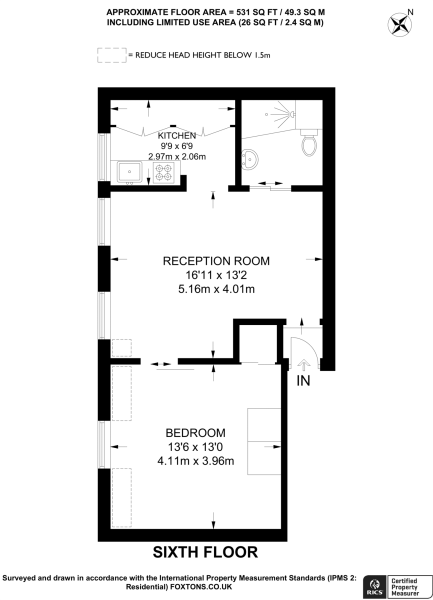 APPROXIMATE FLOOR AREA = 531 SQ FT / 49.3 SQ M
INCLUDING LIMITED USE AREA (26 SQ FT / 2.4 SQ M)
N
= REDUCE HEAD HEIGHT BELOW 1.5m
KITCHEN
9'9 x 6'9
2.97m x 2.06m
RECEPTION ROOM
16'11 x 13'2
5.16m x 4.01m
IN
BEDROOM
13'6 x 13'0
4.11m x 3.96m
SIXTH FLOOR
Surveyed and drawn in accordance with the International Property Measurement Standards (IPMS 2:
Residential) FOXTONS.CO.UK
RICS
Certified
Property
Measurer